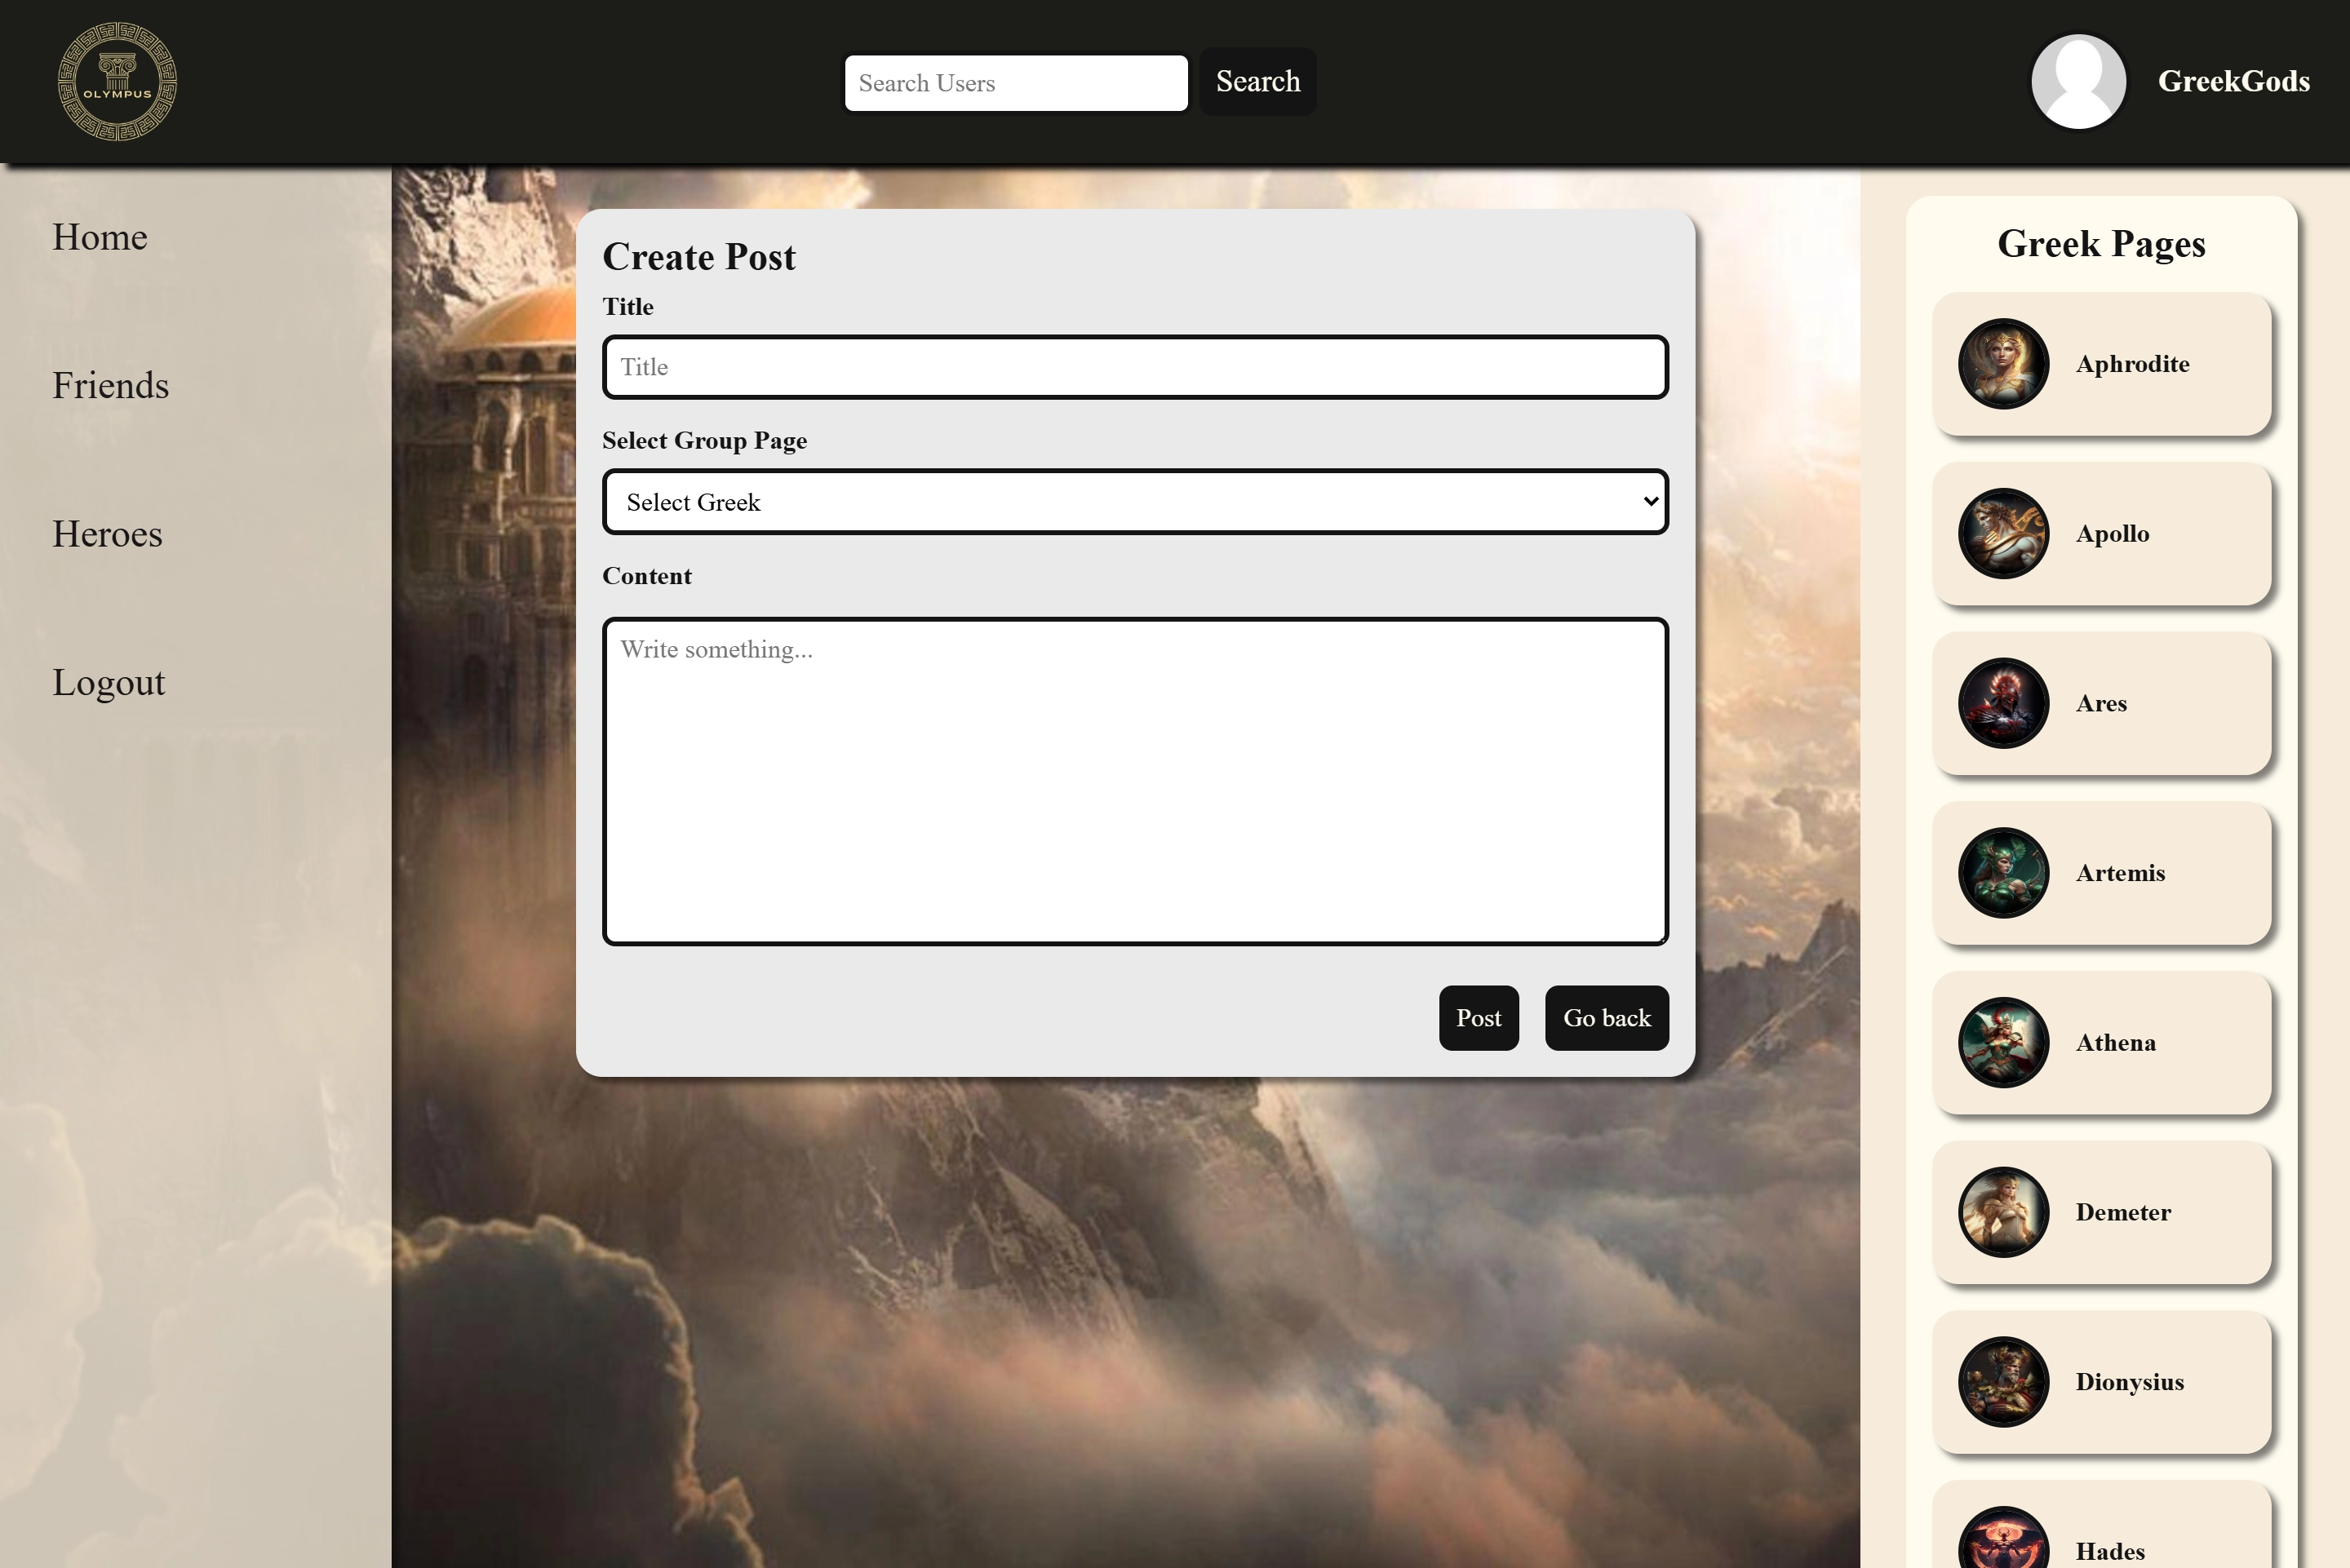 OLYMPUS
Search Users
Search
GreekGods
Home
Friends
Heroes
Logout
Create Post
Title
Title
Select Group Page
Select Greek
Content
Write something...
Post
Go back
Greek Pages
Aphrodite
Apollo
Ares
Artemis
Athena
Demeter
Dionysius
Hades